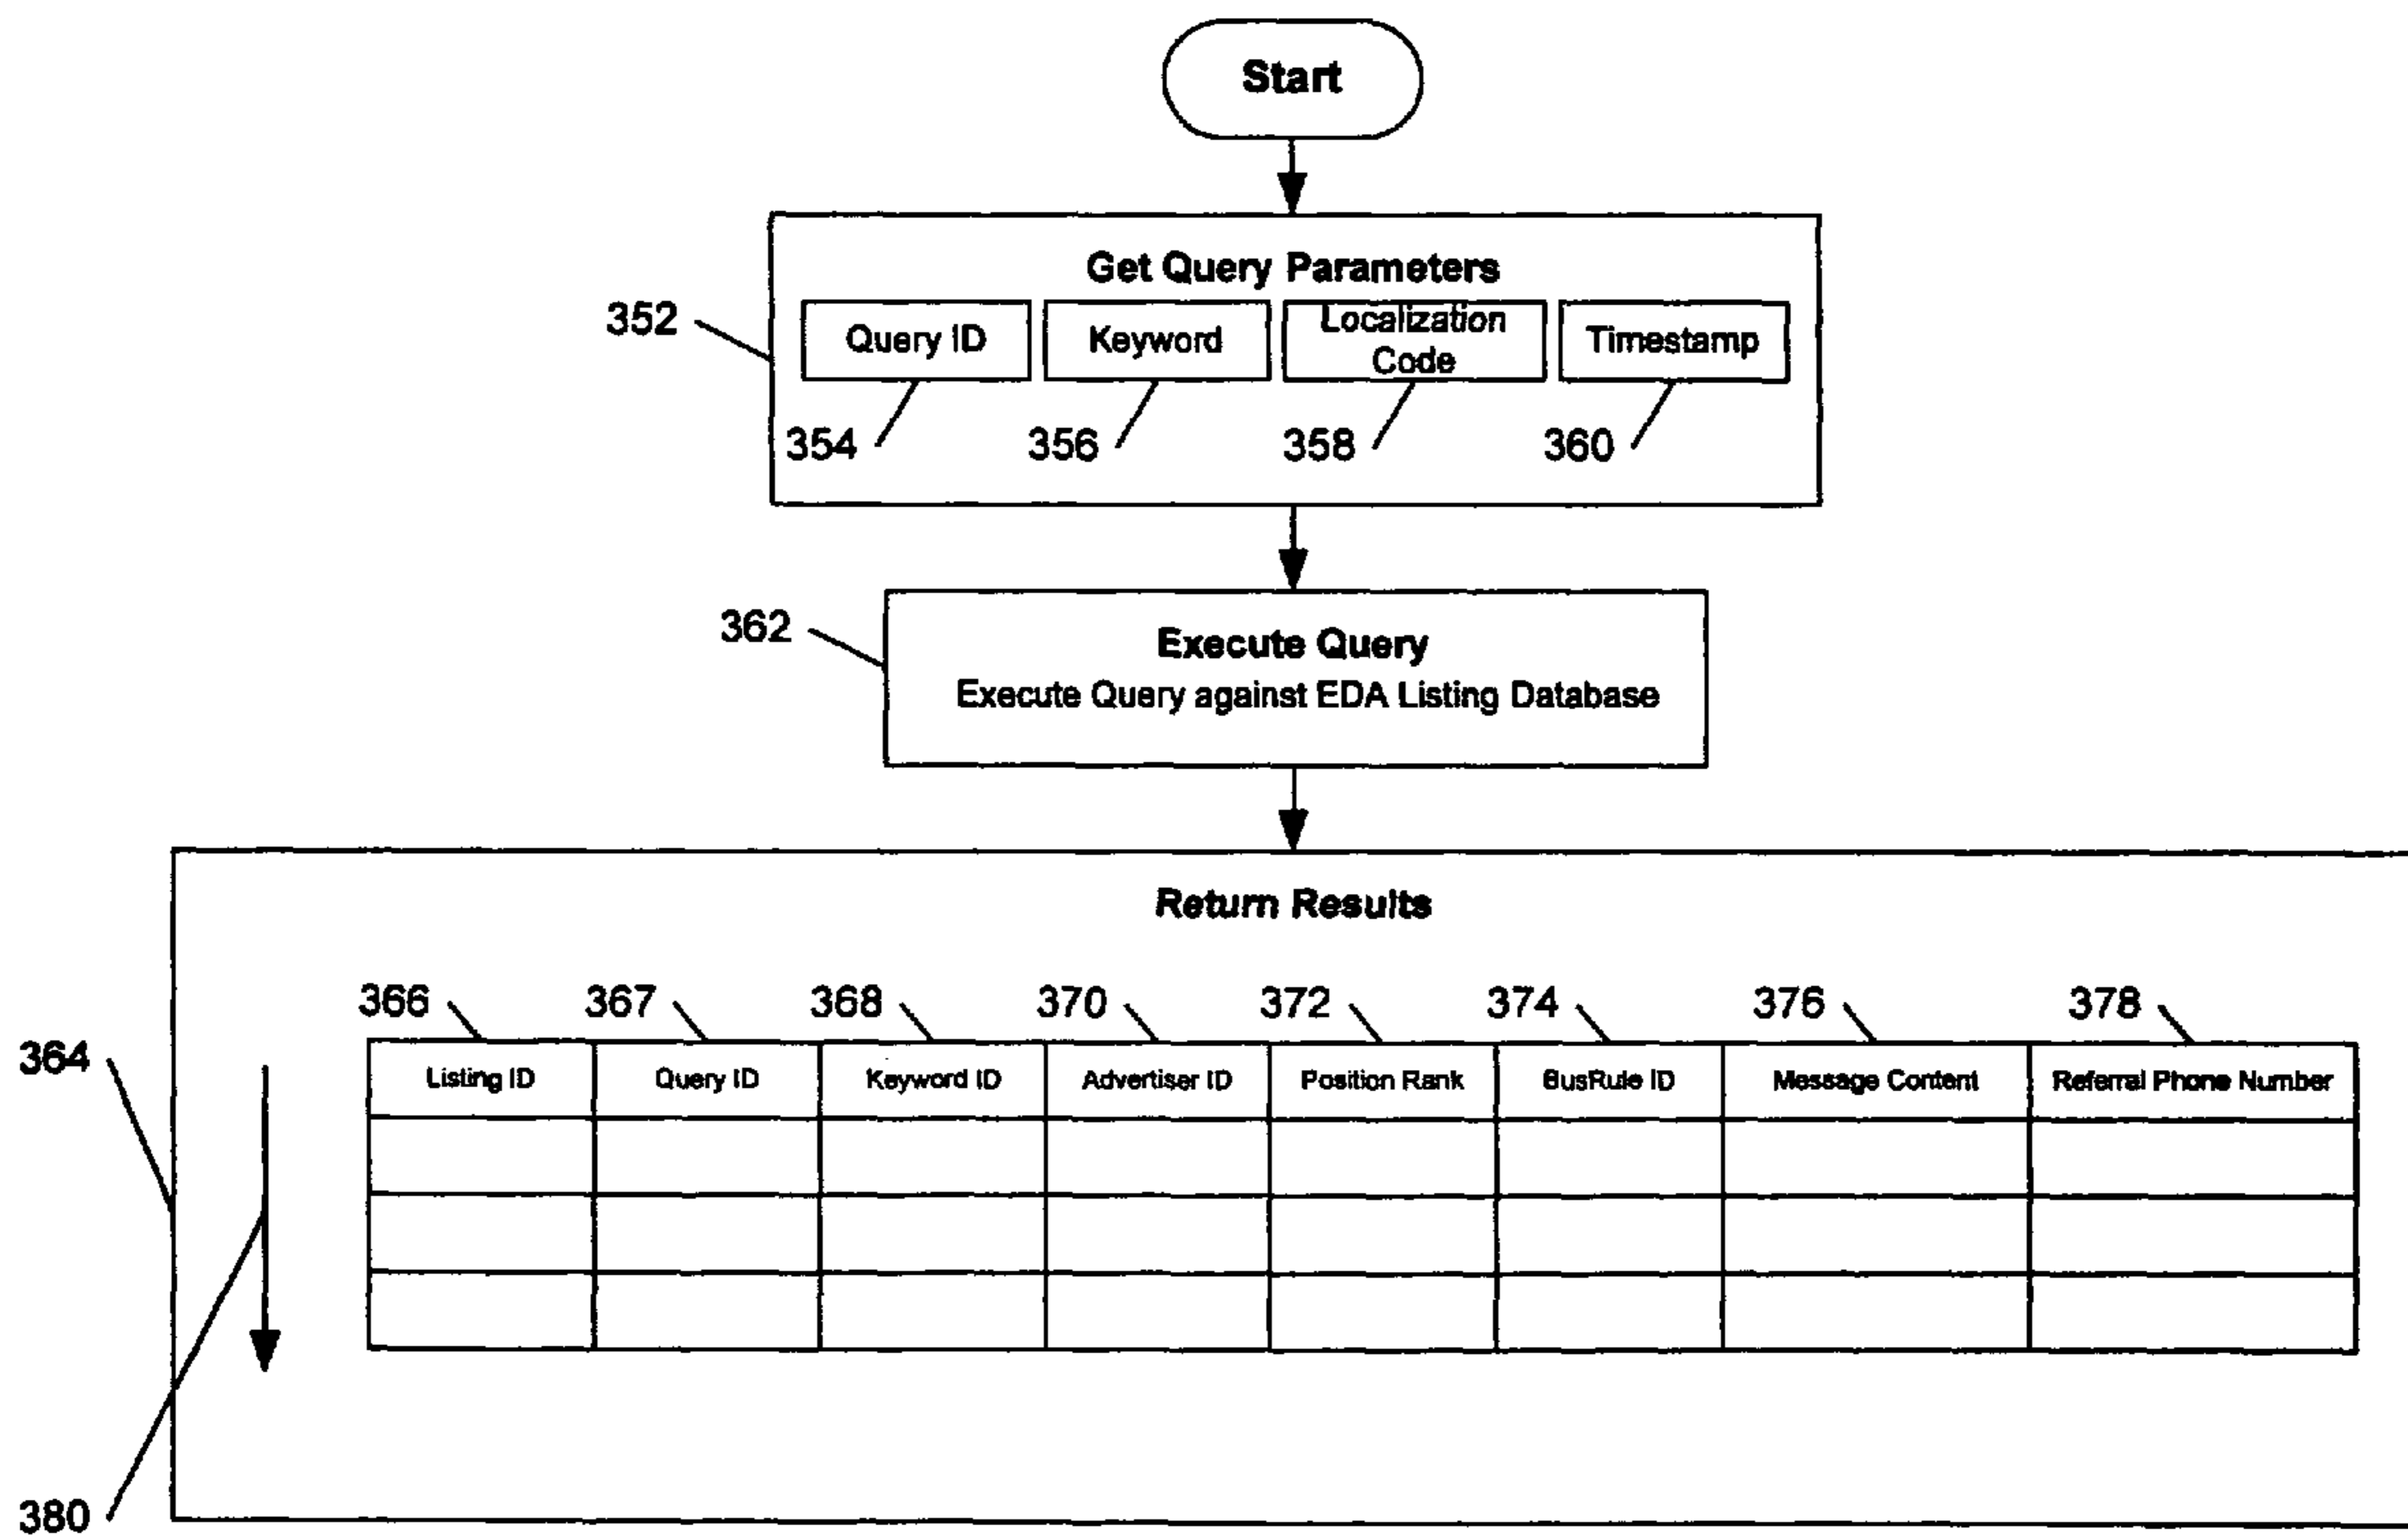 Start
Get Query Parameters
352
Query ID
Keyword
Localization
Code
Timestamp
354
356
358
360
362
Execute Query
Execute Query against EDA Listing Database
Return Results
366
367
368
370
372
374
376
378
364
Listing ID
Query ID
Keyword ID
Advertiser ID
Position Rank
BusRule ID
Message Content
Referral Phone Number
380